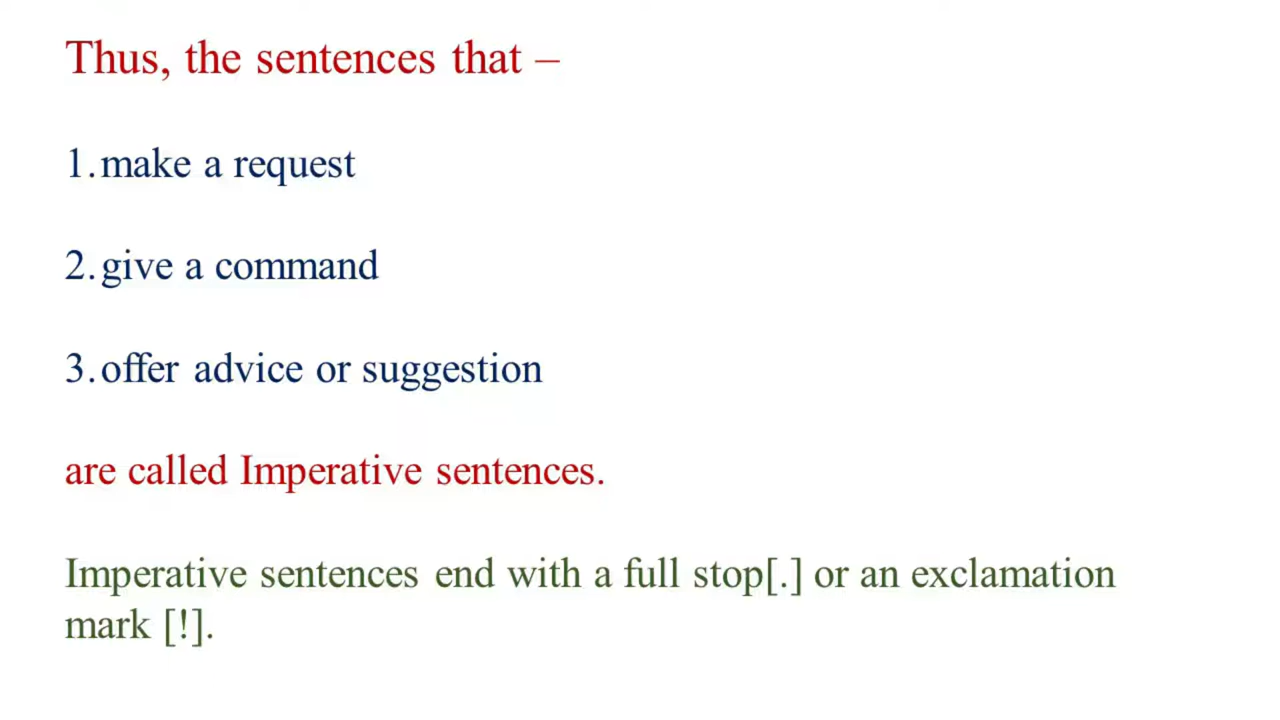 Thus, the sentences that –
1. make a request
2. give a command
3. offer advice or suggestion
are called Imperative sentences.
Imperative sentences end with a full stop[.] or an exclamation
mark [!].